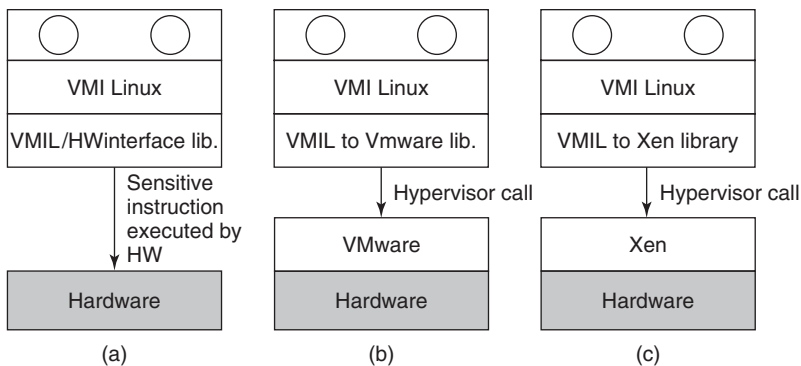 VMI Linux
VMIL/HWinterface lib.
Sensitive
instruction
executed by
HW
Hardware
(a)
VMI Linux
VMIL to Vmware lib.
Hypervisor call
VMware
Hardware
(b)
VMI Linux
VMIL to Xen library
Hypervisor call
Xen
Hardware
(c)